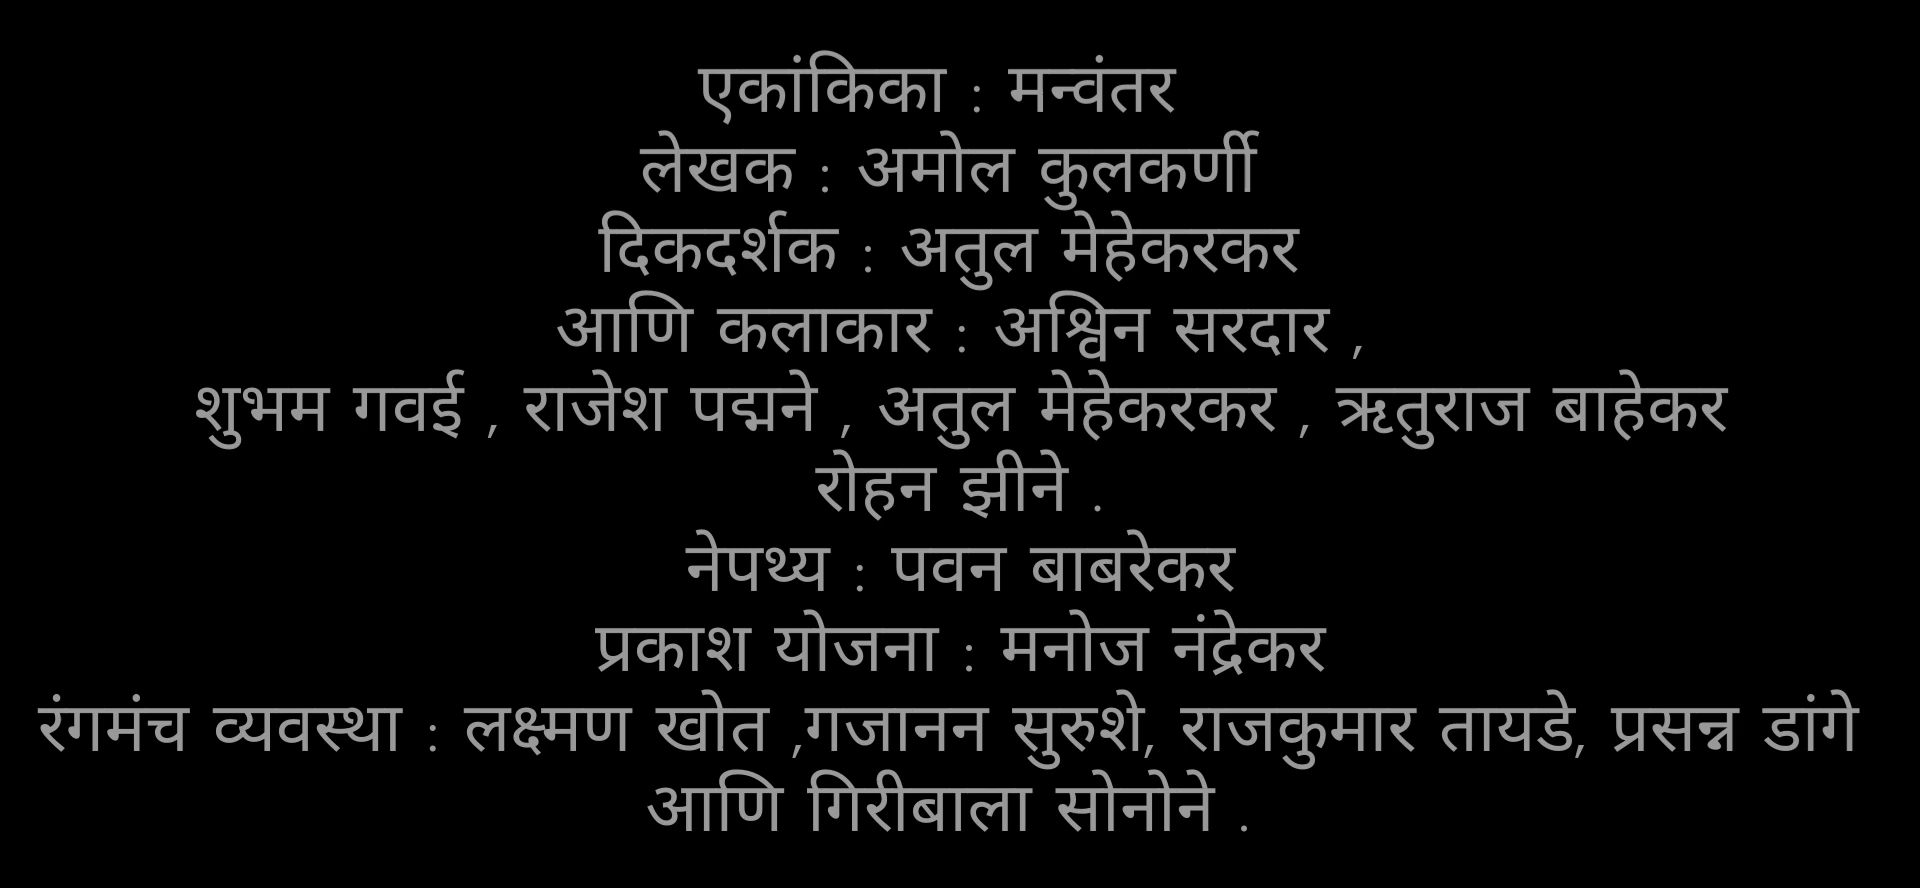 एकांकिका : मन्वंतर
लेखक : अमोल कुलकर्णी
दिकदर्शक : अतुल मेहेकरकर
आणि कलाकार : अश्विन सरदार ,
शुभम गवई , राजेश पद्मने , अतुल मेहेकरकर , ऋतुराज बाहेकर
रोहन झीने .
नेपथ्य : पवन बाबरेकर
प्रकाश योजना : मनोज नंद्रेकर
रंगमंच व्यवस्था : लक्ष्मण खोत ,गजानन सुरुशे, राजकुमार तायडे, प्रसन्न डांगे
आणि गिरीबाला सोनोने .